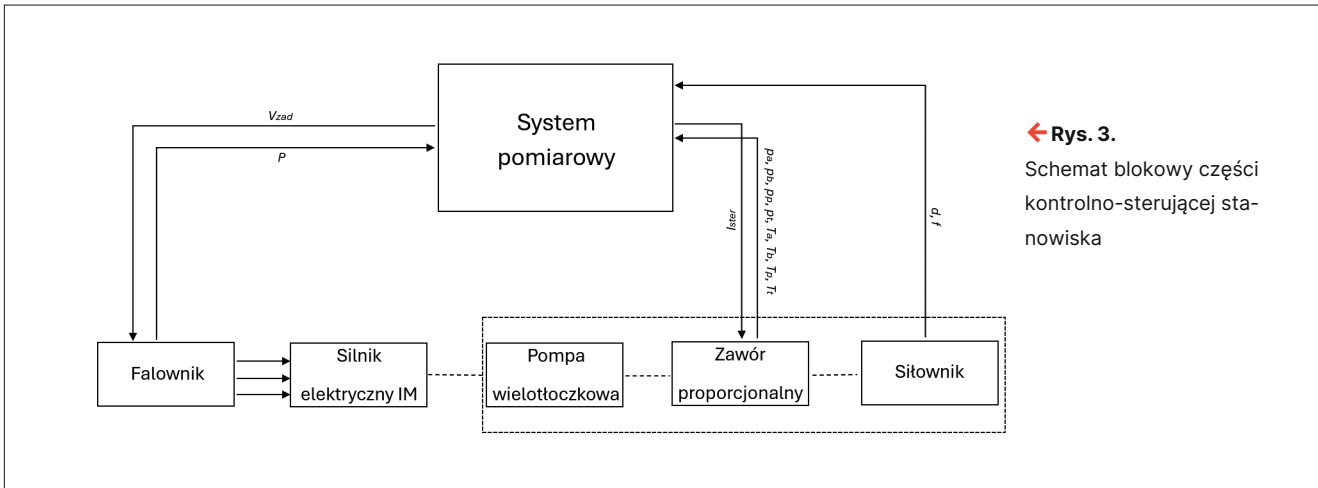 System
pomiarowy
Vzad
P
Ister
pa, pb, pp, pt, Ta, Tb, Tp, Tt
d, f
Falownik
Silnik
elektryczny IM
Pompa
wielotłoczkowa
Zawór
proporcjonalny
Siłownik
Rys. 3.
Schemat blokowy części
kontrolno-sterującej sta-
nowiska